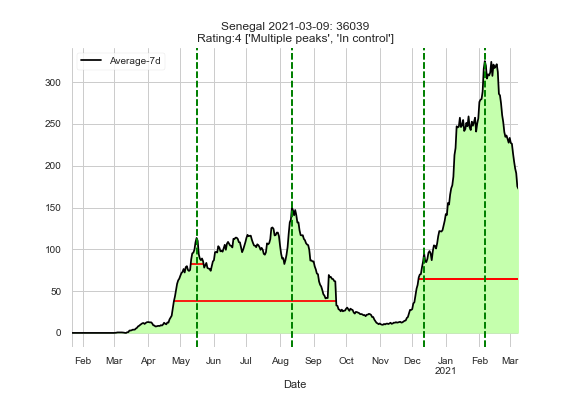 Senegal 2021-03-09: 36039
Rating:4 ['Multiple peaks', 'In control']
Average-7d
300
250
200
150
100
50
0
Feb Mar Apr May Jun Jul Aug Sep Oct Nov Dec Jan Feb Mar
2021
Date